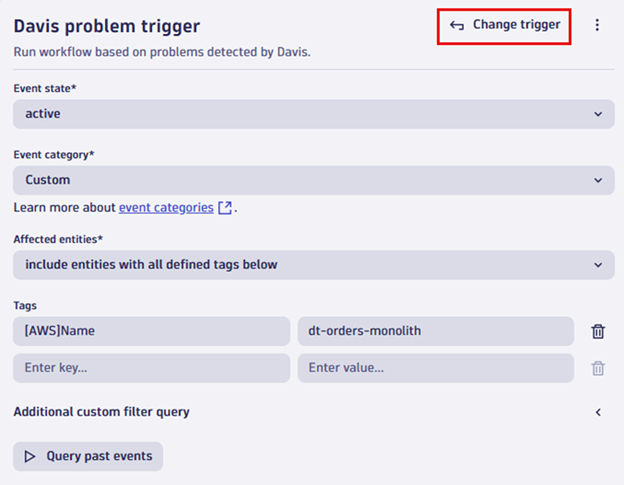 Davis problem trigger
Change trigger
Run workflow based on problems detected by Davis.
Event state*
active
Event category*
Custom
Learn more about event categories .
Affected entities*
include entities with all defined tags below
Tags
[AWS]Name
dt-orders-monolith
Enter key...
Enter value...
Additional custom filter query
Query past events